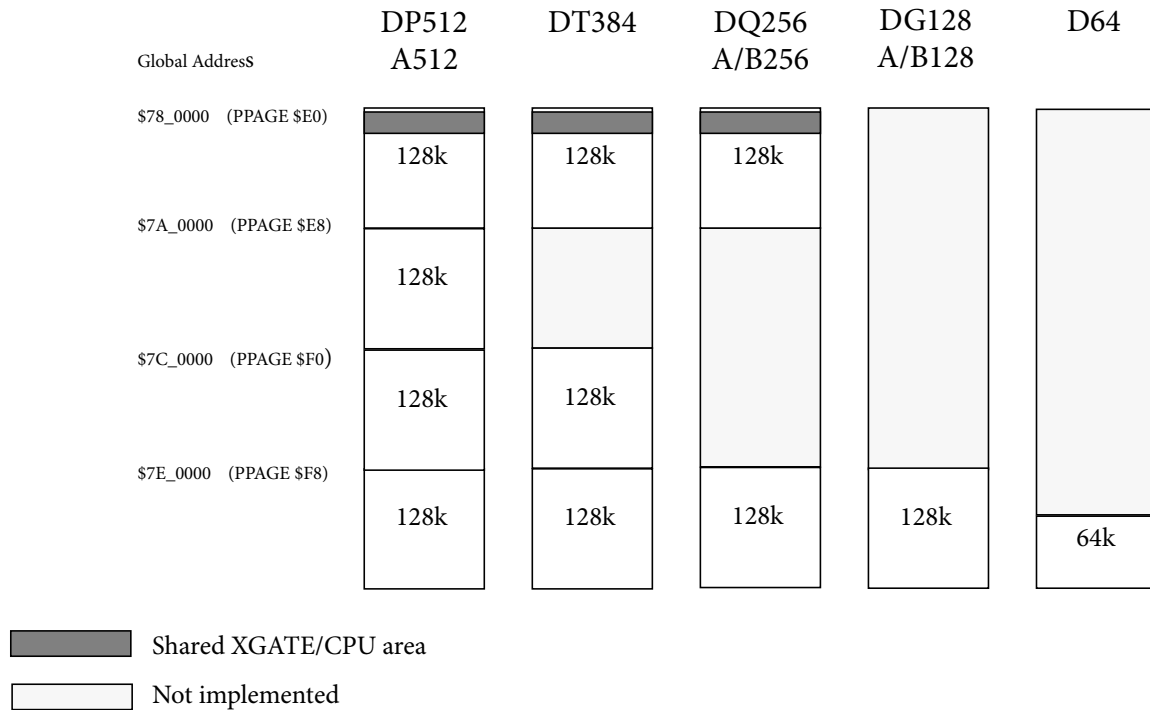 DP512 DT384 DQ256 DG128 D64
Global Address A512 A/B256 A/B128
$78_0000 (PPAGE $E0)
128k 128k 128k
$7A_0000 (PPAGE $E8)
128k
$7C_0000 (PPAGE $F0)
128k 128k
$7E_0000 (PPAGE $F8)
128k 128k 128k 128k
64k
Shared XGATE/CPU area
Not implemented